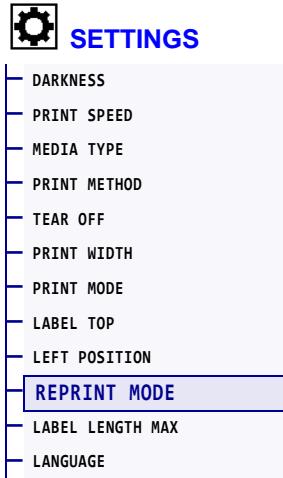 SETTINGS
DARKNESS
PRINT SPEED
MEDIA TYPE
PRINT METHOD
TEAR OFF
PRINT WIDTH
PRINT MODE
LABEL TOP
LEFT POSITION
REPRINT MODE
LABEL LENGTH MAX
LANGUAGE